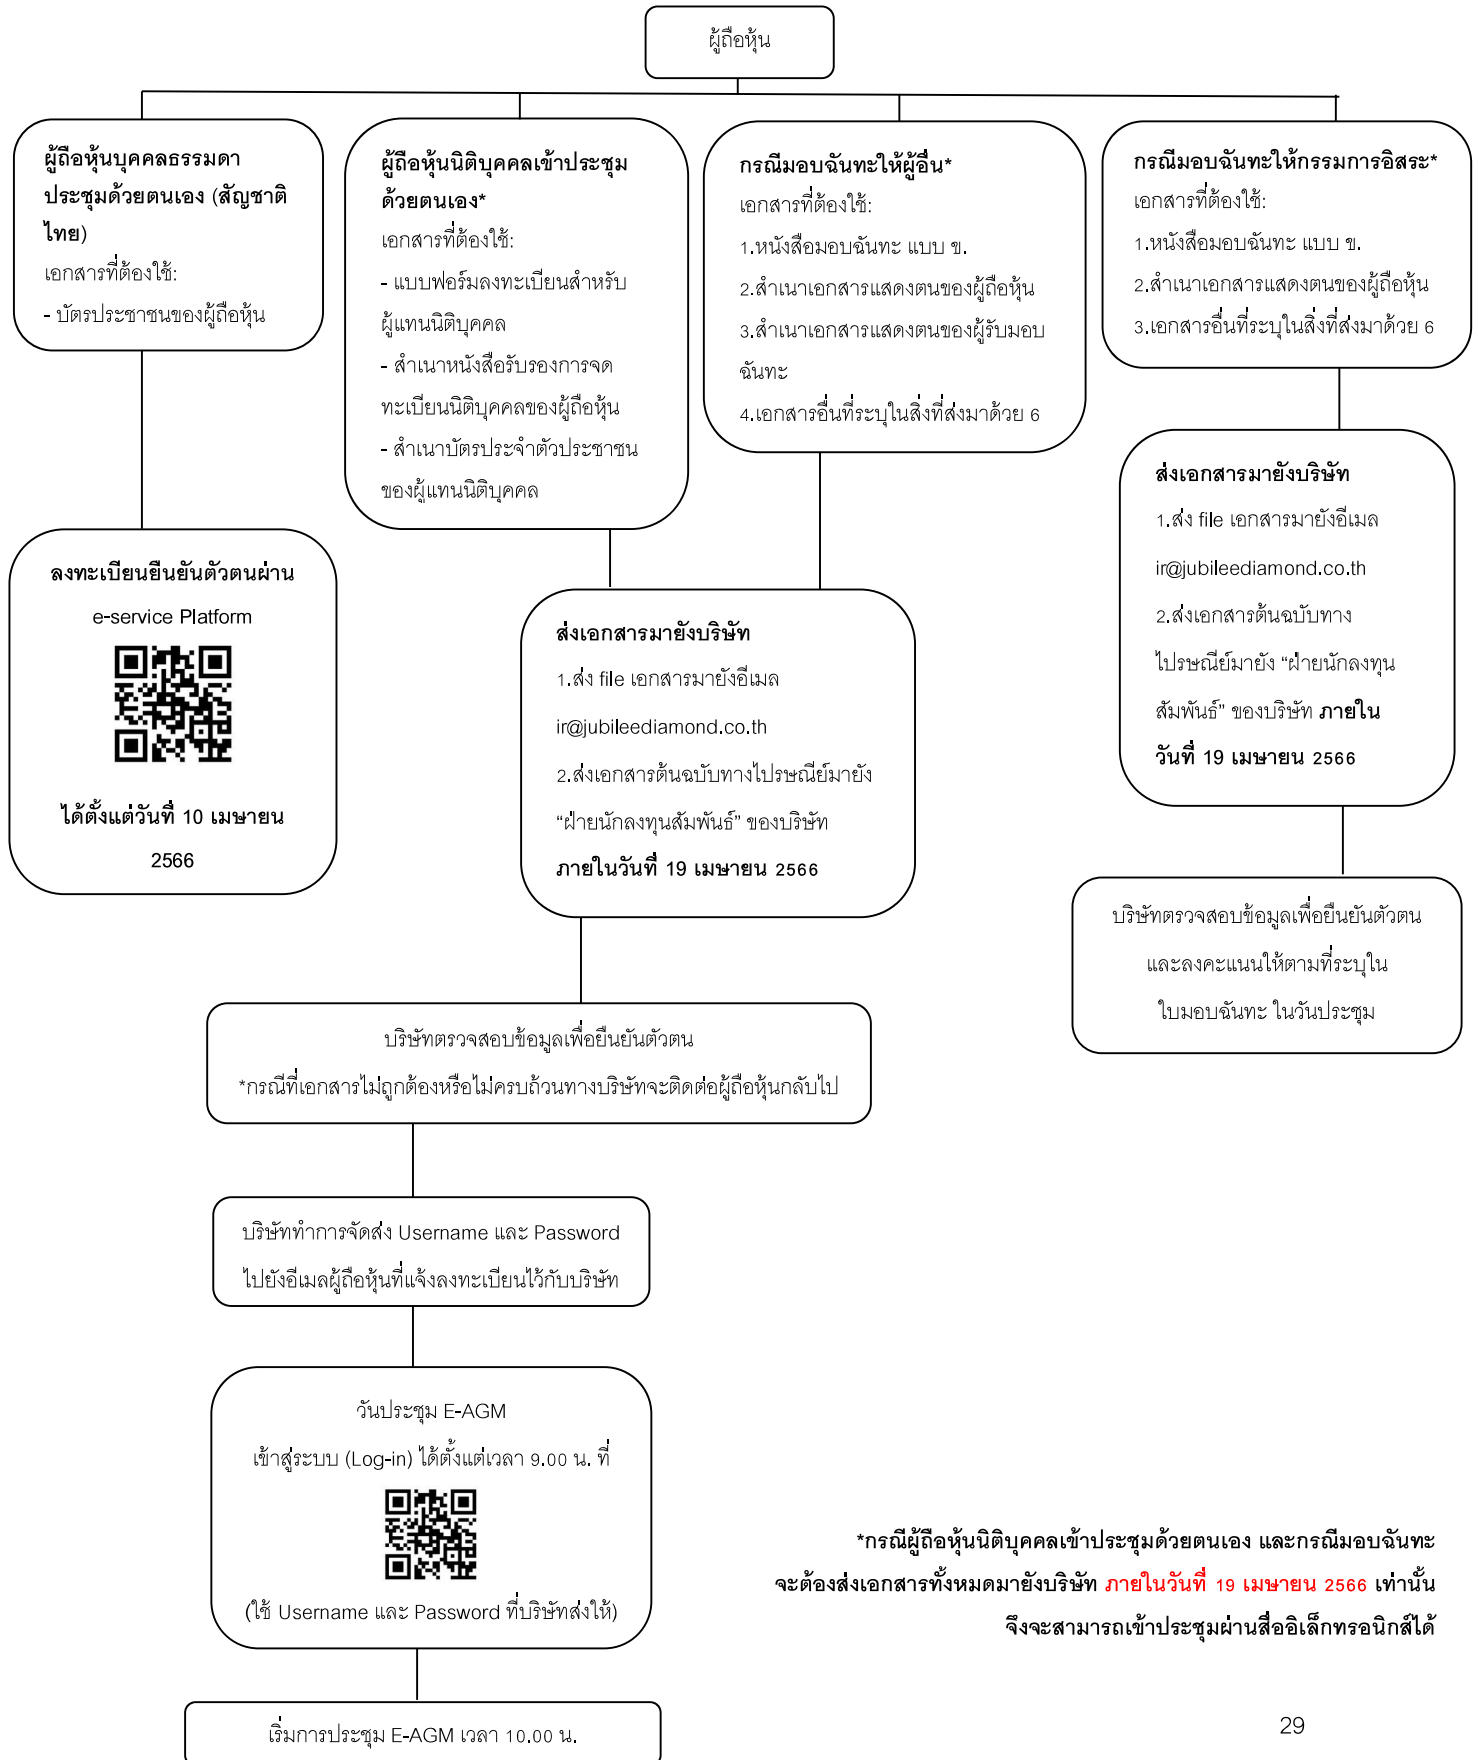 ผู้ถือหุ้น
ผู้ถือหุ้นบุคคลธรรมดา
ประชุมด้วยตนเอง (สัญชาติ
ไทย)
เอกสารที่ต้องใช้:
- บัตรประชาชนของผู้ถือหุ้น
ผู้ถือหุ้นนิติบุคคลเข้าประชุม
ด้วยตนเอง*
เอกสารที่ต้องใช้:
- แบบฟอร์มลงทะเบียนสำหรับ
ผู้แทนนิติบุคคล
- สำเนาหนังสือรับรองการจด
ทะเบียนนิติบุคคลของผู้ถือหุ้น
- สำเนาบัตรประจำตัวประชาชน
ของผู้แทนนิติบุคคล
กรณีมอบฉันทะให้ผู้อื่น*
เอกสารที่ต้องใช้:
1.หนังสือมอบฉันทะ แบบ ข.
2.สำเนาเอกสารแสดงตนของผู้ถือหุ้น
3.สำเนาเอกสารแสดงตนของผู้รับมอบ
ฉันทะ
4.เอกสารอื่นที่ระบุในสิ่งที่ส่งมาด้วย 6
กรณีมอบฉันทะให้กรรมการอิสระ*
เอกสารที่ต้องใช้:
1.หนังสือมอบฉันทะ แบบ ข.
2.สำเนาเอกสารแสดงตนของผู้ถือหุ้น
3.เอกสารอื่นที่ระบุในสิ่งที่ส่งมาด้วย 6
ลงทะเบียนยืนยันตัวตนผ่าน
e-service Platform
ได้ตั้งแต่วันที่ 10 เมษายน
2566
ส่งเอกสารมายังบริษัท
1.ส่ง file เอกสารมายังอีเมล
ir@jubileediamond.co.th
2.ส่งเอกสารต้นฉบับทางไปรษณีย์มายัง
“ฝ่ายนักลงทุนสัมพันธ์” ของบริษัท
ภายในวันที่ 19 เมษายน 2566
ส่งเอกสารมายังบริษัท
1.ส่ง file เอกสารมายังอีเมล
ir@jubileediamond.co.th
2.ส่งเอกสารต้นฉบับทาง
ไปรษณีย์มายัง “ฝ่ายนักลงทุน
สัมพันธ์” ของบริษัท ภายใน
วันที่ 19 เมษายน 2566
บริษัทตรวจสอบข้อมูลเพื่อยืนยันตัวตน
และลงคะแนนให้ตามที่ระบุใน
ใบมอบฉันทะ ในวันประชุม
บริษัทตรวจสอบข้อมูลเพื่อยืนยันตัวตน
*กรณีที่เอกสารไม่ถูกต้องหรือไม่ครบถ้วนทางบริษัทจะติดต่อผู้ถือหุ้นกลับไป
บริษัททำการจัดส่ง Username และ Password
ไปยังอีเมลผู้ถือหุ้นที่แจ้งลงทะเบียนไว้กับบริษัท
วันประชุม E-AGM
เข้าสู่ระบบ (Log-in) ได้ตั้งแต่เวลา 9.00 น. ที่
(ใช้ Username และ Password ที่บริษัทส่งให้)
*กรณีผู้ถือหุ้นนิติบุคคลเข้าประชุมด้วยตนเอง และกรณีมอบฉันทะ
จะต้องส่งเอกสารทั้งหมดมายังบริษัท ภายในวันที่ 19 เมษายน 2566 เท่านั้น
จึงจะสามารถเข้าประชุมผ่านสื่ออิเล็กทรอนิกส์ได้
เริ่มการประชุม E-AGM เวลา 10.00 น.
29